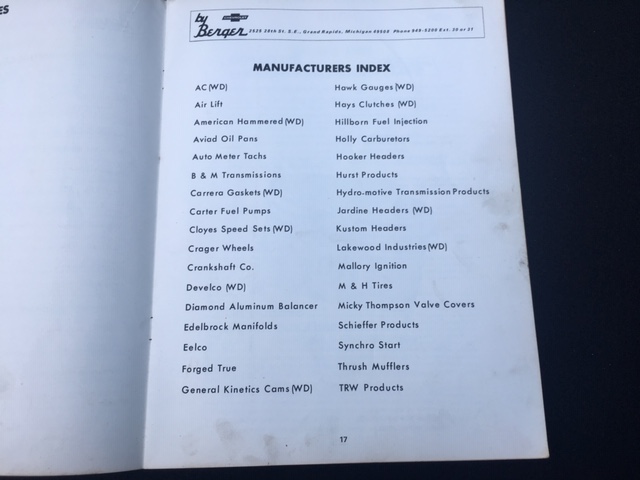 ES
by CHEVROLET
Berger 2525 28th St. S.E., Grand Rapids, Michigan 49508 Phone 949-5200 Ext. 30 or 31
MANUFACTURERS INDEX
AC (WD)
Air Lift
American Hammered (WD)
Aviad Oil Pans
Auto Meter Tachs
B & M Transmissions
Carrera Gaskets (WD)
Carter Fuel Pumps
Cloyes Speed Sets (WD)
Crager Wheels
Crankshaft Co.
Develco (WD)
Diamond Aluminum Balancer
Edelbrock Manifolds
Eelco
Forged True
General Kinetics Cams (WD)
Hawk Gauges (WD)
Hays Clutches (WD)
Hillborn Fuel Injection
Holly Carburetors
Hooker Headers
Hurst Products
Hydro-motive Transmission Products
Jardine Headers (WD)
Kustom Headers
Lakewood Industries (WD)
Mallory Ignition
M & H Tires
Micky Thompson Valve Covers
Schieffer Products
Synchro Start
Thrush Mufflers
TRW Products
17